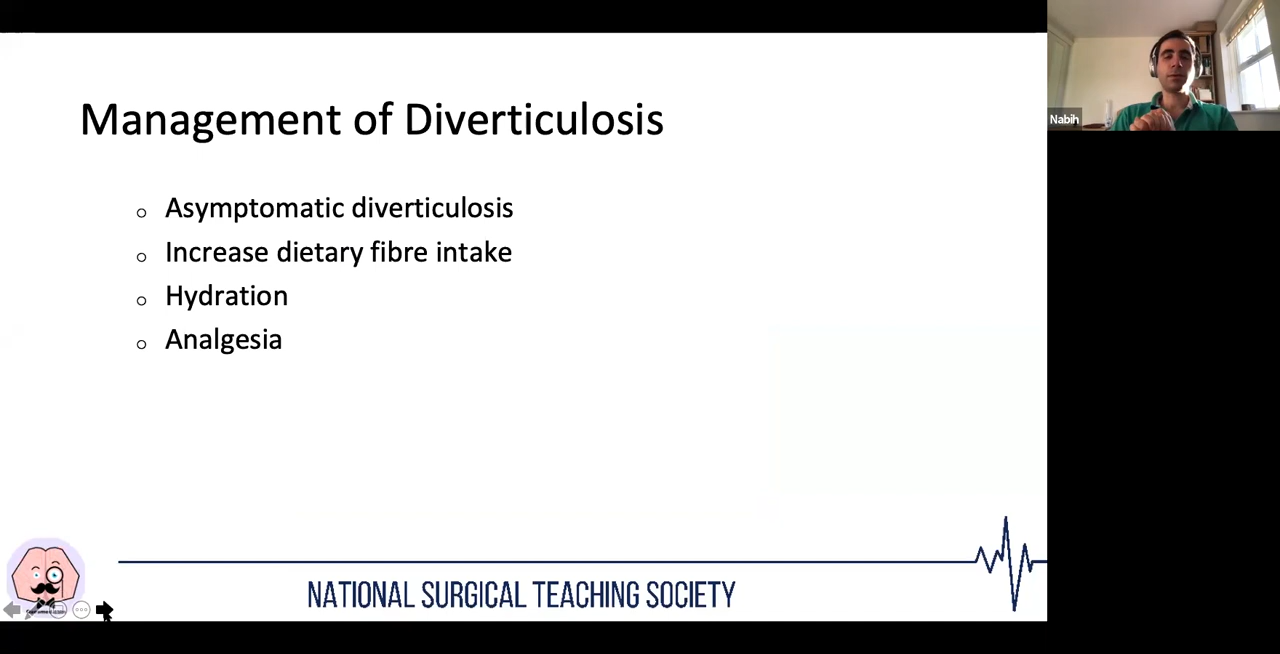 Management of Diverticulosis
Asymptomatic diverticulosis
Increase dietary fibre intake
Hydration
Analgesia
NATIONAL SURGICAL TEACHING SOCIETY
Nabih